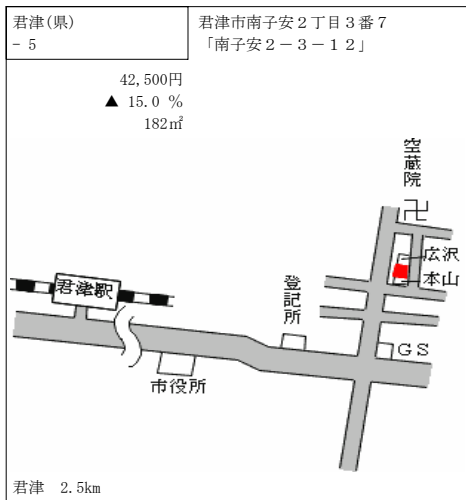 君津(県)
- 5
君津市南子安２丁目３番７
「南子安２－３－１２」
42,500円
▲ 15.0 %
182㎡
空蔵院
広沢
本山
君津駅
登記所
ＧＳ
市役所
君津 2.5km